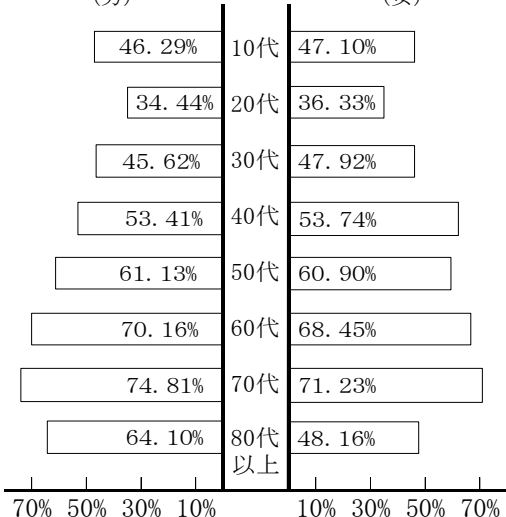 (男) (女)
46.29% 10代 47.10%
34.44% 20代 36.33%
45.62% 30代 47.92%
53.41% 40代 53.74%
61.13% 50代 60.90%
70.16% 60代 68.45%
74.81% 70代 71.23%
64.10% 80代 48.16%
以上
70% 50% 30% 10% 10% 30% 50% 70%